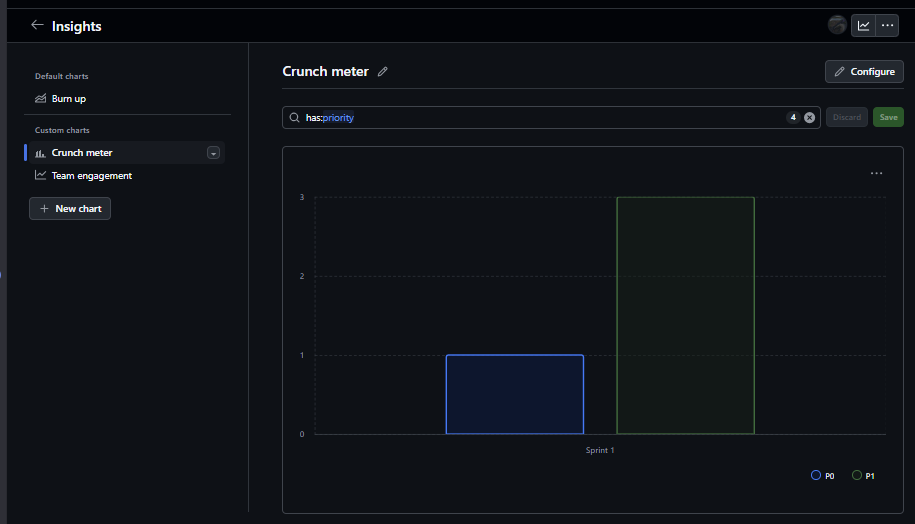 Insights
Default charts
Burn up
Custom charts
Crunch meter
Team engagement
New chart
Crunch meter
Configure
has:priority
4
Discard
Save
3
2
1
0
Sprint 1
P0
P1